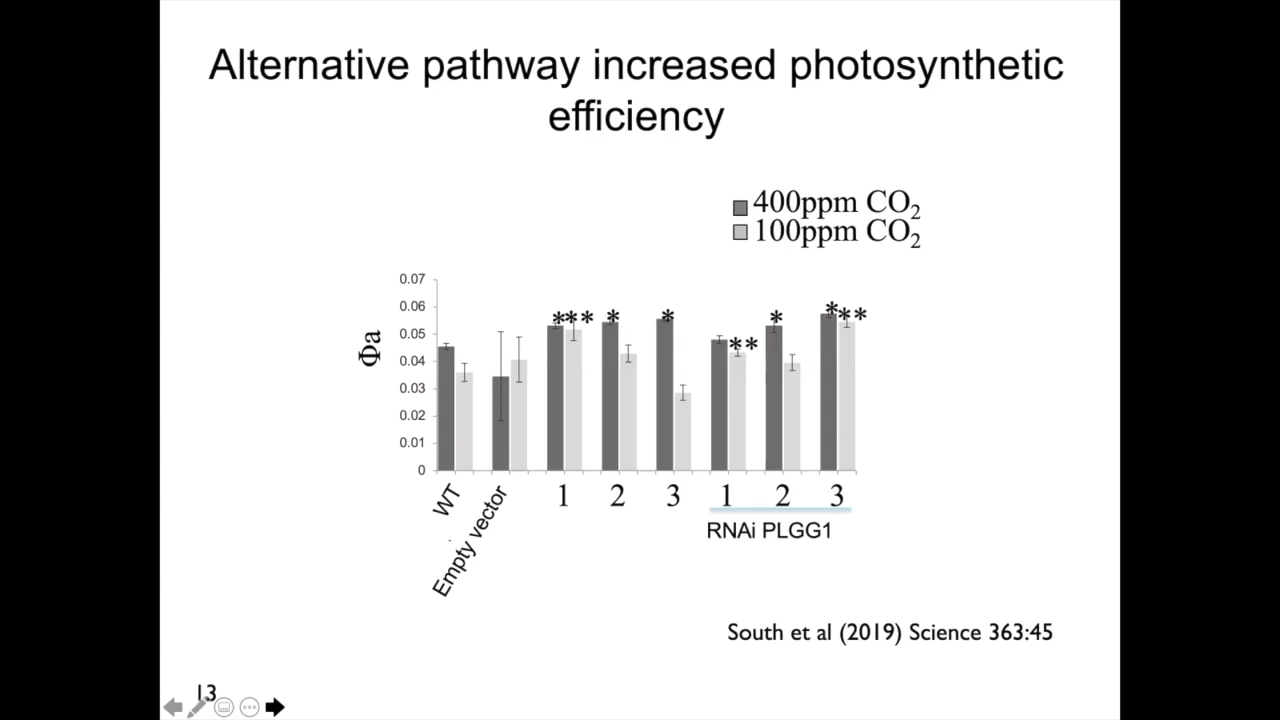 Alternative pathway increased photosynthetic
efficiency
400ppm CO₂
100ppm CO₂
Φa
0.07
0.06
0.05
0.04
0.03
0.02
0.01
0
*** * * ** * * **
WT
Empty vector
1 2 3 1 2 3
RNAi PLGG1
South et al (2019) Science 363:45
13